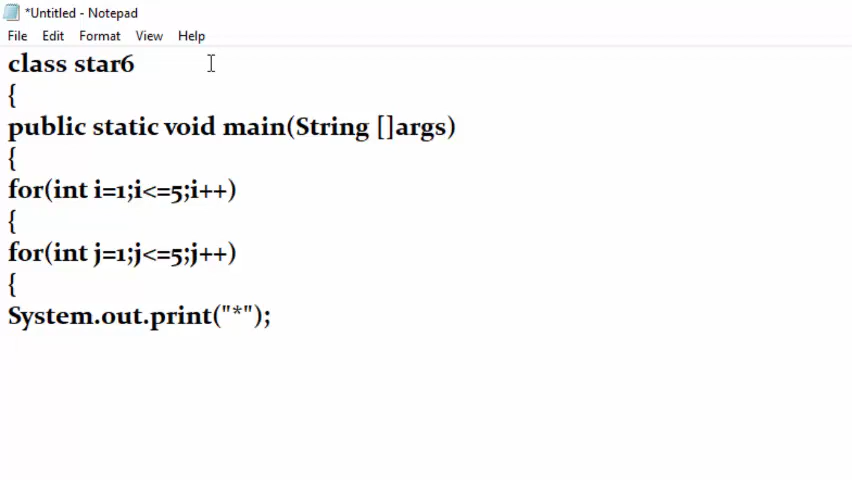 *Untitled - Notepad
File Edit Format View Help
class star6
{
public static void main(String []args)
{
for(int i=1;i<=5;i++)
{
for(int j=1;j<=5;j++)
{
System.out.print("*");